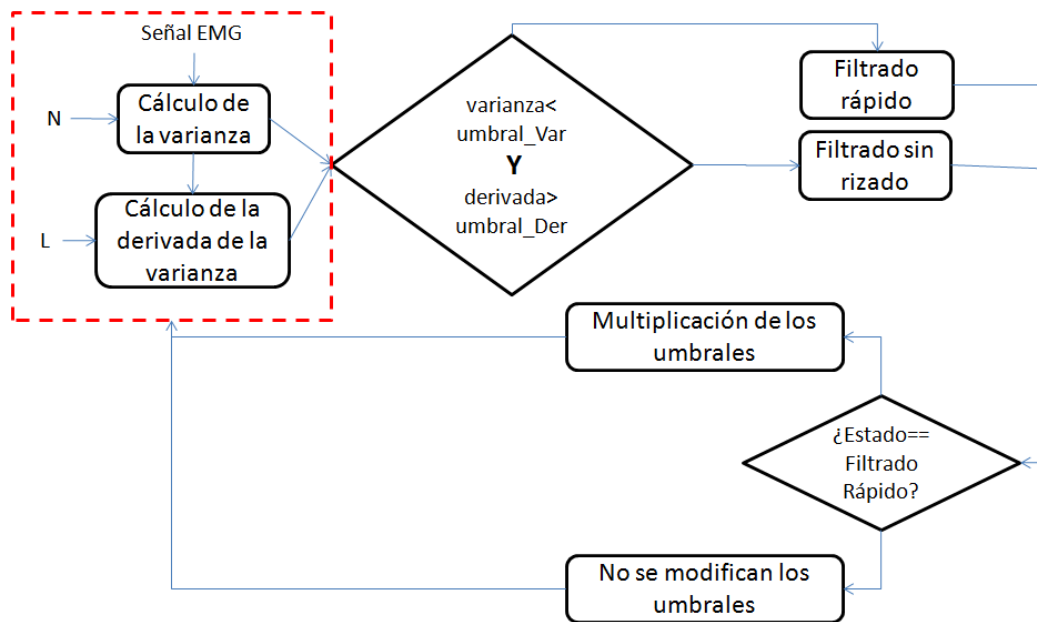 Señal EMG
N
Cálculo de
la varianza
L
Cálculo de la
derivada de la
varianza
varianza<
umbral_Var
Y
derivada>
umbral_Der
Filtrado
rápido
Filtrado sin
rizado
Multiplicación de los
umbrales
¿Estado==
Filtrado
Rápido?
No se modifican los
umbrales